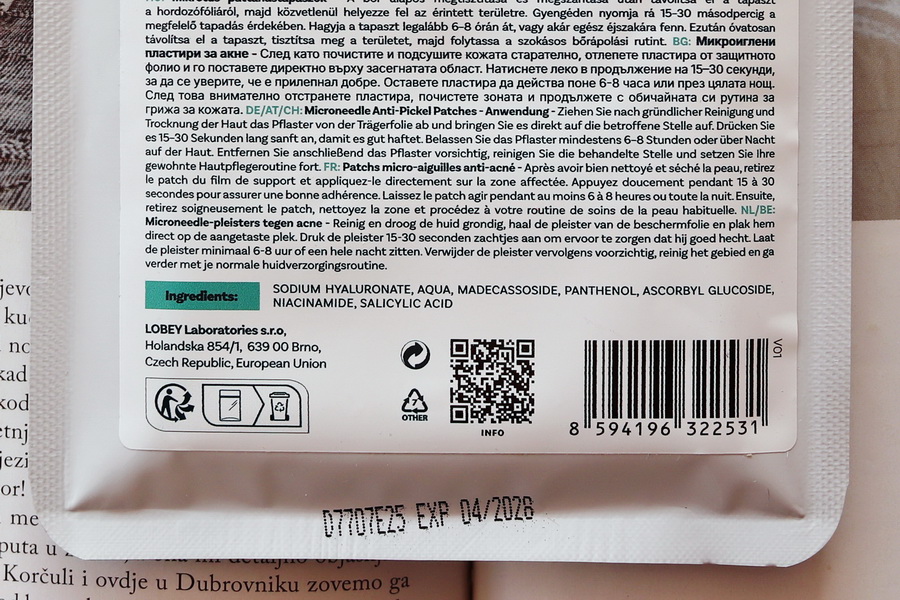 a hordozófóliáról, majd közvetlenül helyezze fel az érintett területre. Gyengéden nyomja rá 15-30 másodpercig a
megfelelő tapadás érdekében. Hagyja a tapaszt legalább 6-8 órán át, vagy akár egész éjszakára fenn. Ezután óvatosan
távolítsa el a tapaszt, tisztítsa meg a területet, majd folytassa a szokásos bőrápolási rutint. BG: Микроиглени
пластири за акне - След като почистите и подсушите кожата старателно, отлепете пластира от защитното
фолио и го поставете директно върху засегнатата област. Натиснете леко в продължение на 15–30 секунди,
за да се уверите, че е прилепнал добре. Оставете пластира да действа поне 6-8 часа или през цялата нощ.
След това внимателно отстранете пластира, почистете зоната и продължете с обичайната си рутина за
грижа за кожата. DE/AT/CH: Microneedle Anti-Pickel Patches - Anwendung - Ziehen Sie nach gründlicher Reinigung und
Trocknung der Haut das Pflaster von der Trägerfolie ab und bringen Sie es direkt auf die betroffene Stelle auf. Drücken Sie
es 15-30 Sekunden lang sanft an, damit es gut haftet. Belassen Sie das Pflaster mindestens 6–8 Stunden oder über Nacht
auf der Haut. Entfernen Sie anschließend das Pflaster vorsichtig, reinigen Sie die behandelte Stelle und setzen Sie Ihre
gewohnte Hautpflegeroutine fort. FR: Patchs micro-aiguilles anti-acné - Après avoir bien nettoyé et séché la peau, retirez
le patch du film de support et appliquez-le directement sur la zone affectée. Appuyez doucement pendant 15 à 30
secondes pour assurer une bonne adhérence. Laissez le patch agir pendant au moins 6 à 8 heures ou toute la nuit. Ensuite,
retirez soigneusement le patch, nettoyez la zone et procédez à votre routine de soins de la peau habituelle. NL/BE:
Microneedle-pleisters tegen acne - Reinig en droog de huid grondig, haal de pleister van de beschermfolie en plak hem
direct op de aangetaste plek. Druk de pleister 15-30 seconden zachtjes aan om ervoor te zorgen dat hij goed hecht. Laat
de pleister minimaal 6-8 uur of een hele nacht zitten. Verwijder de pleister vervolgens voorzichtig, reinig het gebied en ga
verder met je normale huidverzorgingsroutine.
Ingredients: SODIUM HYALURONATE, AQUA, MADECASSOSIDE, PANTHENOL, ASCORBYL GLUCOSIDE,
NIACINAMIDE, SALICYLIC ACID
LOBEY Laboratories s.r.o,
Holandska 854/1, 639 00 Brno,
Czech Republic, European Union
7
OTHER
INFO
8 594196 322531
V01
D7707E25 EXP 04/2028
Korčuli i ovdje u Dubrovniku zovemo ga